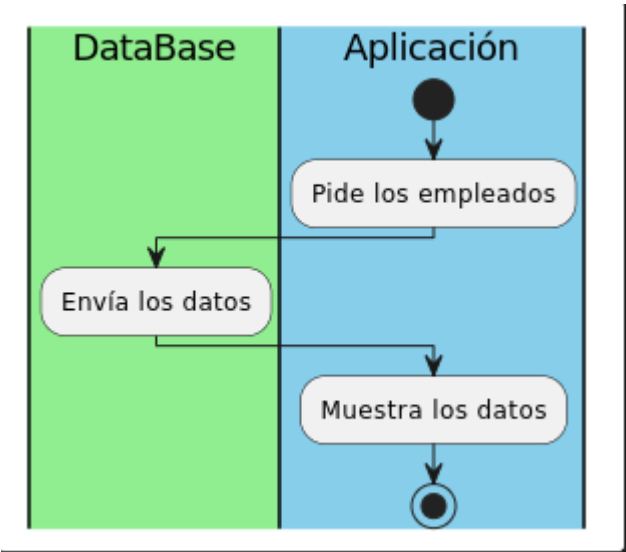 DataBase
Aplicación
Pide los empleados
Envía los datos
Muestra los datos